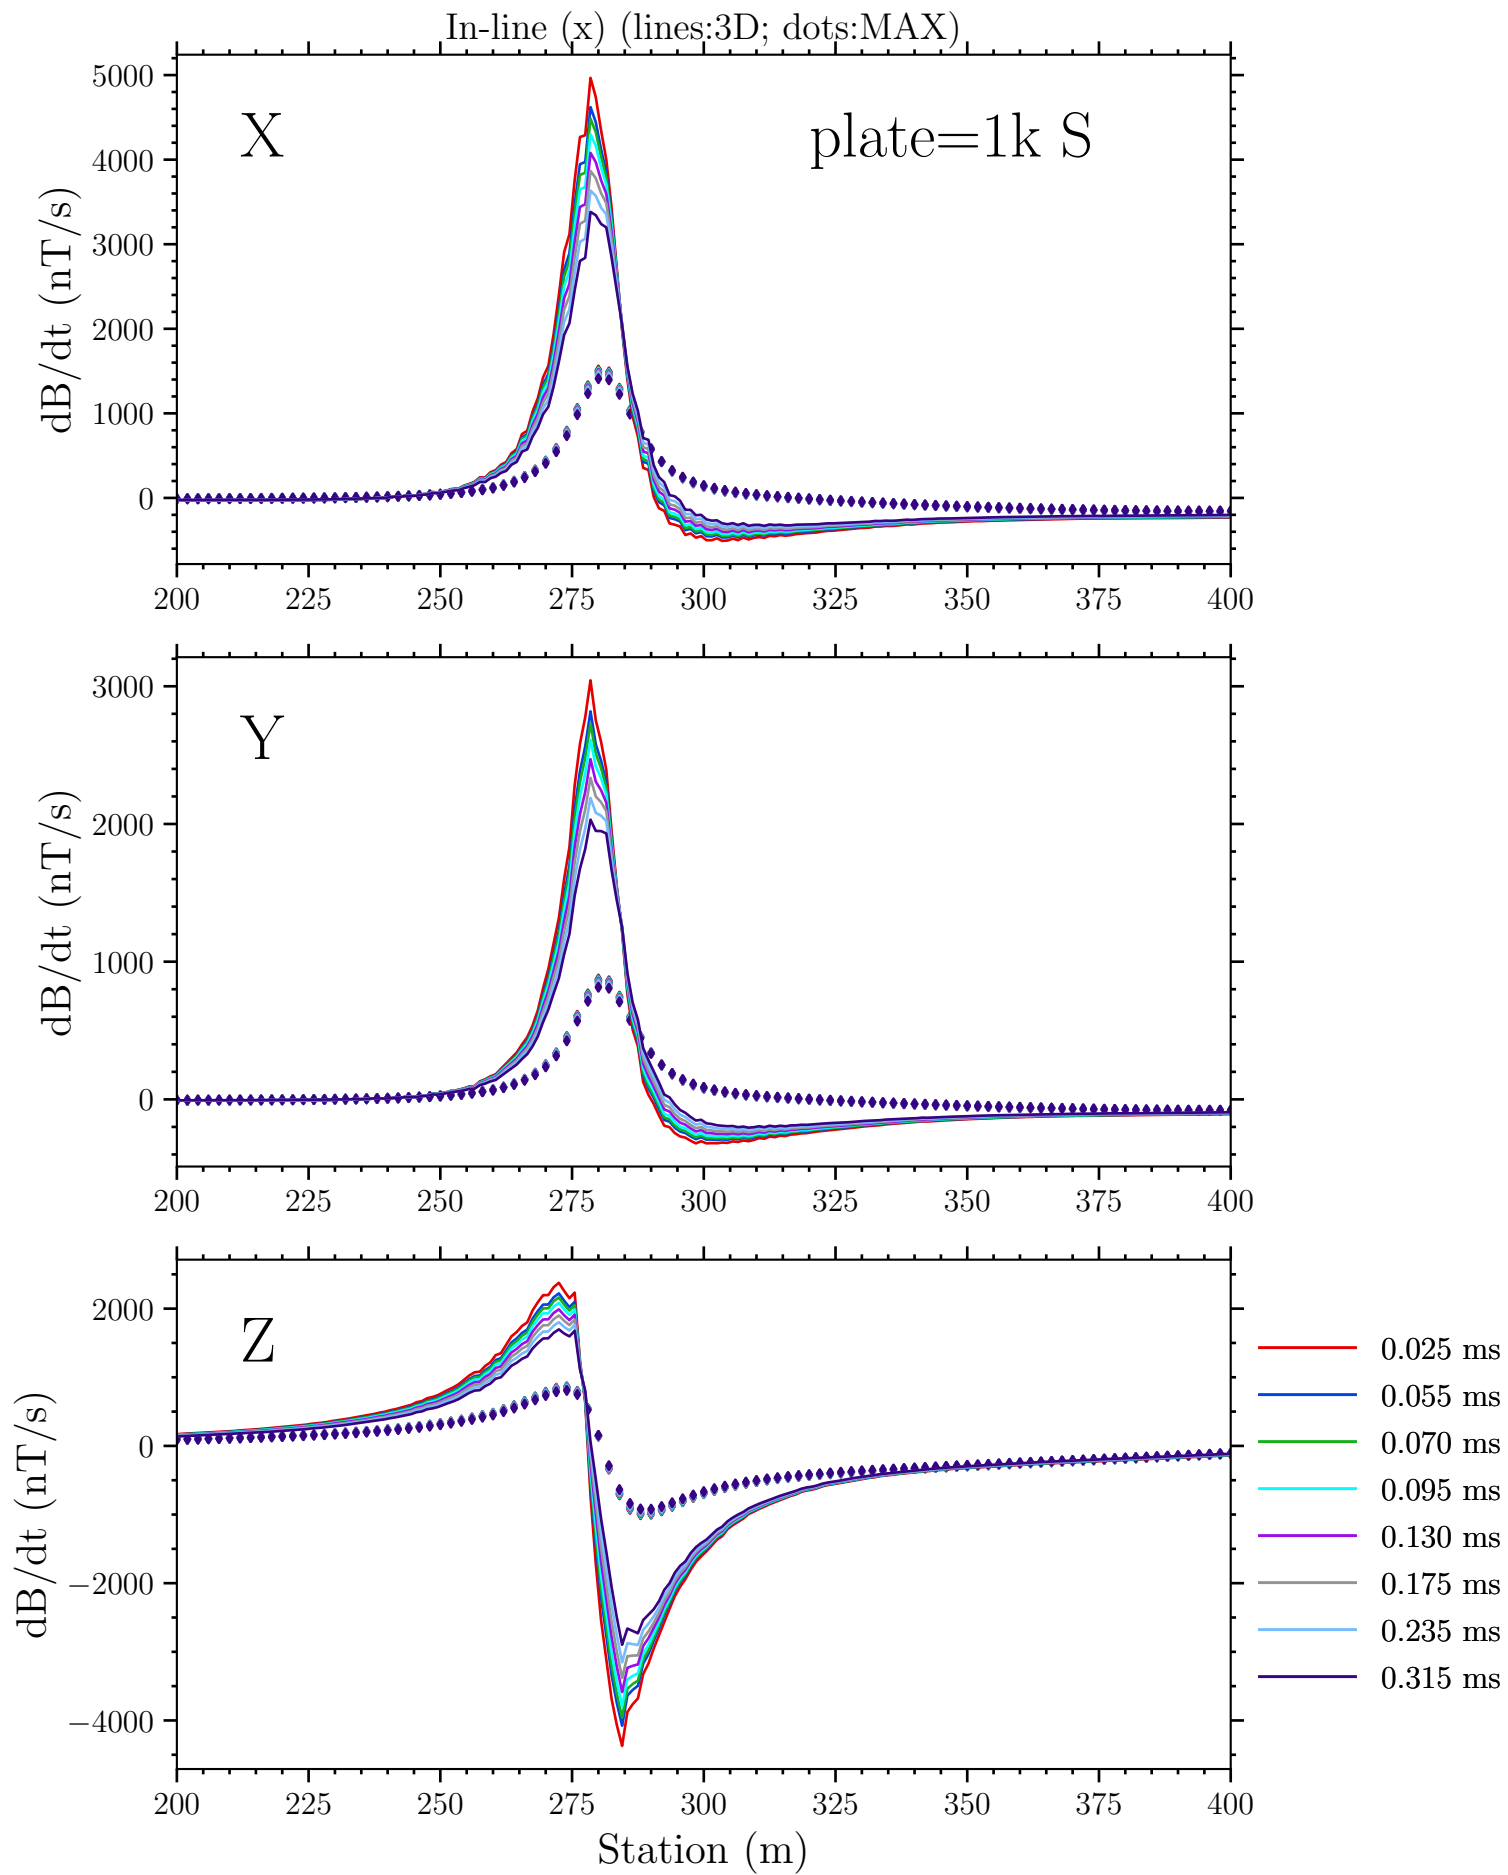 In-line (x) (lines:3D; dots:MAX)
X
plate=1k S
dB/dt (nT/s)
5000
4000
3000
2000
1000
0
200 225 250 275 300 325 350 375 400
Y
dB/dt (nT/s)
3000
2000
1000
0
200 225 250 275 300 325 350 375 400
Z
dB/dt (nT/s)
2000
0
−2000
−4000
200 225 250 275 300 325 350 375 400
Station (m)
0.025 ms
0.055 ms
0.070 ms
0.095 ms
0.130 ms
0.175 ms
0.235 ms
0.315 ms